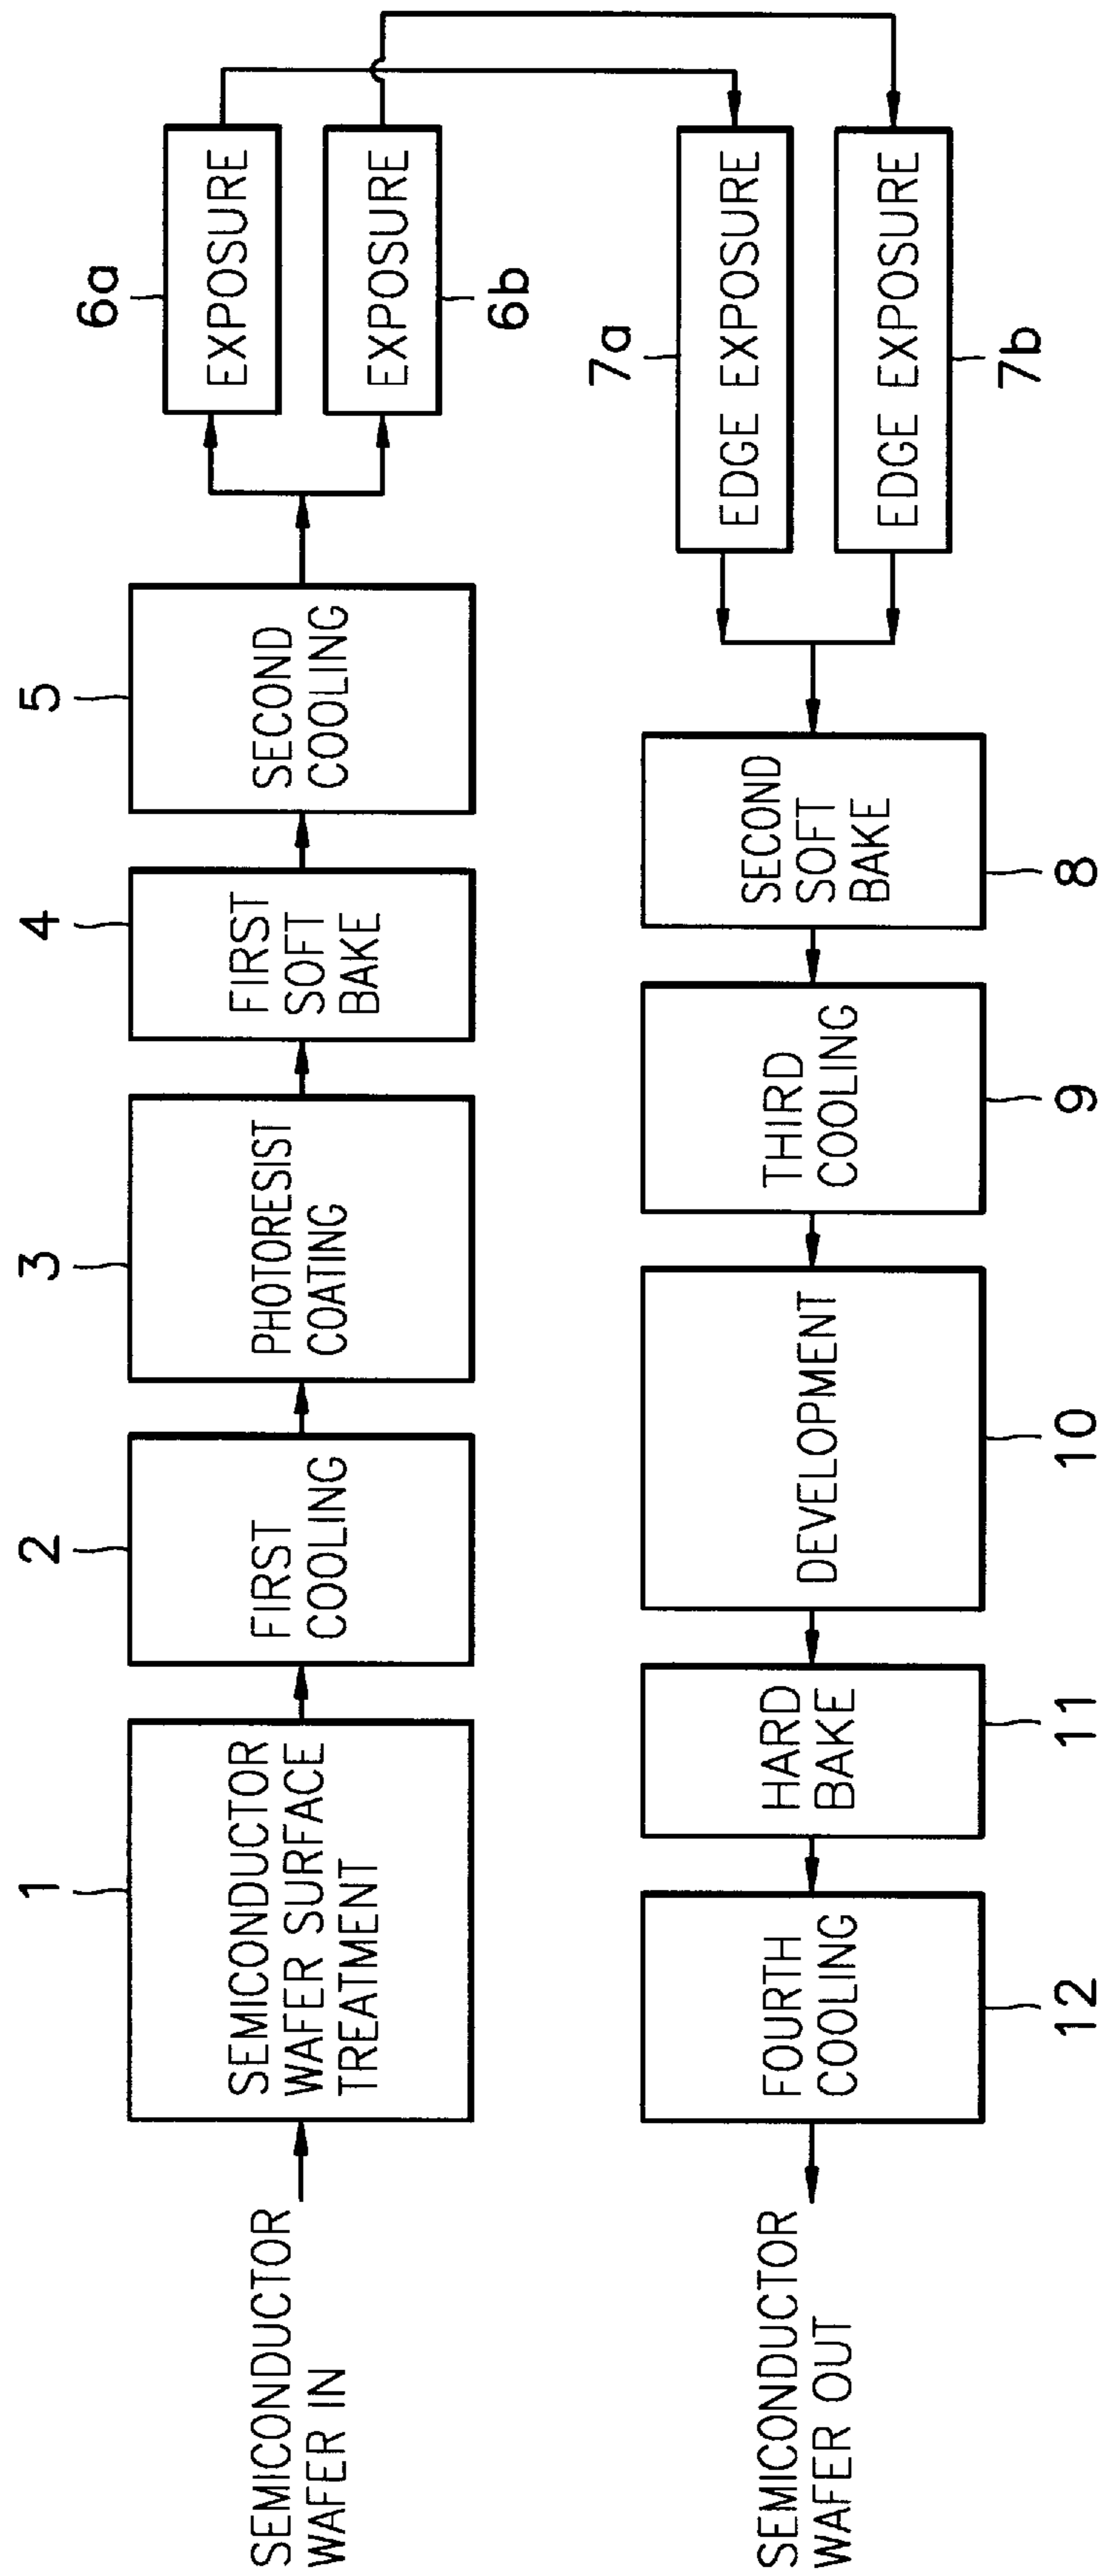 SEMICONDUCTOR
WAFER IN
1
SEMICONDUCTOR
WAFER SURFACE
TREATMENT
2
FIRST
COOLING
3
PHOTORESIST
COATING
4
FIRST
SOFT
BAKE
5
SECOND
COOLING
6a
EXPOSURE
EXPOSURE
6b
7a
EDGE EXPOSURE
EDGE EXPOSURE
7b
SECOND
SOFT
BAKE
8
THIRD
COOLING
9
DEVELOPMENT
10
HARD
BAKE
11
FOURTH
COOLING
12
SEMICONDUCTOR
WAFER OUT